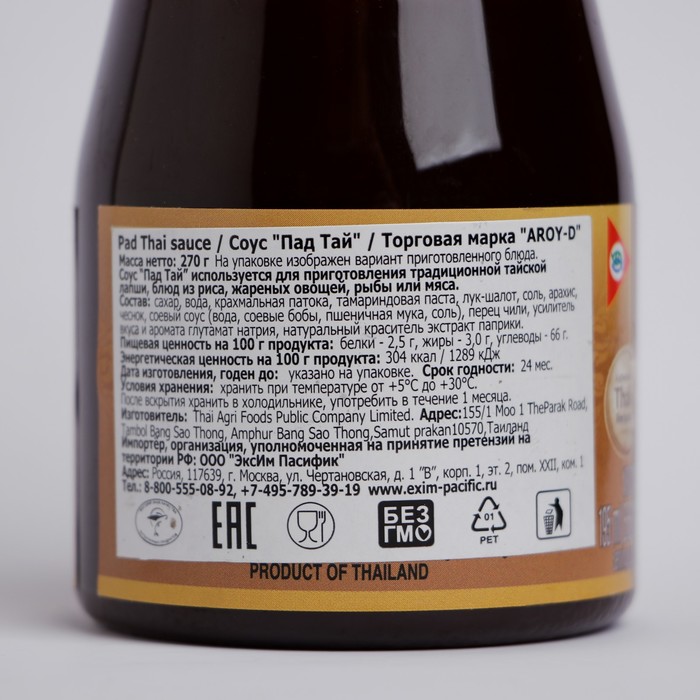 Pad Thai sauce / Соус "Пад Тай" / Торговая марка "AROY-D"
Масса нетто: 270 г На упаковке изображен вариант приготовленного блюда.
Соус "Пад Тай" используется для приготовления традиционной тайской
лапши, блюд из риса, жареных овощей, рыбы или мяса.
Состав: сахар, вода, крахмальная патока, тамариндовая паста, лук-шалот, соль, арахис,
чеснок, соевый соус (вода, соевые бобы, пшеничная мука, соль), перец чили, усилитель
вкуса и аромата глутамат натрия, натуральный краситель экстракт паприки.
Пищевая ценность на 100 г продукта: белки - 2,5 г, жиры - 3,0 г, углеводы - 66 г.
Энергетическая ценность на 100 г продукта: 304 ккал / 1289 кДж
Дата изготовления, годен до: указано на упаковке. Срок годности: 24 мес.
Условия хранения: хранить при температуре от +5°С до +30°С.
После вскрытия хранить в холодильнике, употребить в течение 1 месяца.
Изготовитель: Thai Agri Foods Public Company Limited. Адрес:155/1 Moo 1 TheParak Road,
Tambol Bang Sao Thong, Amphur Bang Sao Thong,Samut prakan10570,Таиланд
Импортер, организация, уполномоченная на принятие претензий на
территории РФ: ООО "ЭксИм Пасифик"
Адрес: Россия, 117639, г. Москва, ул. Чертановская, д. 1 "В", корп. 1, эт. 2, пом. XXII, ком. 1
Тел.: 8-800-555-08-92, +7-495-789-39-19 www.exim-pacific.ru
ЕАС
БЕЗ
ГМО
01
PET
PRODUCT OF THAILAND